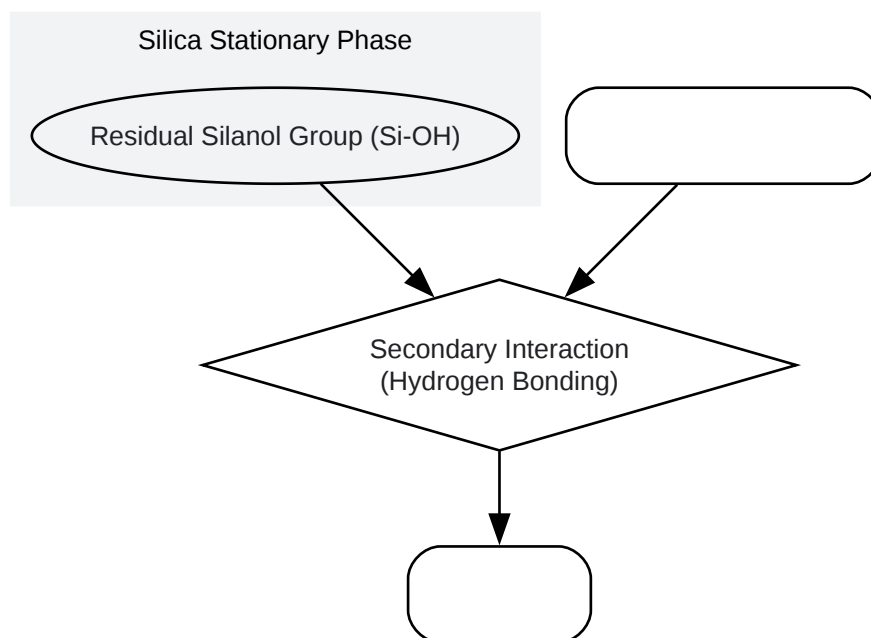 Silica Stationary Phase
Residual Silanol Group (Si-OH)
Secondary Interaction
(Hydrogen Bonding)